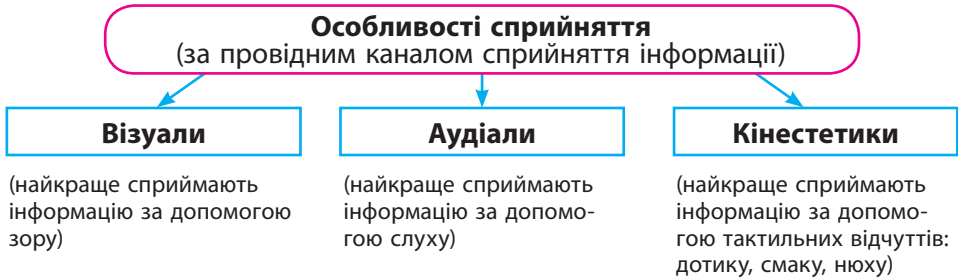 Особливості сприйняття
(за провідним каналом сприйняття інформації)
Візуали
(найкраще сприймають
інформацію за допомогою
зору)
Аудіали
(найкраще сприймають
інформацію за допомо-
гою слуху)
Кінестетики
(найкраще сприймають
інформацію за допомо-
гою тактильних відчуттів:
дотику, смаку, нюху)